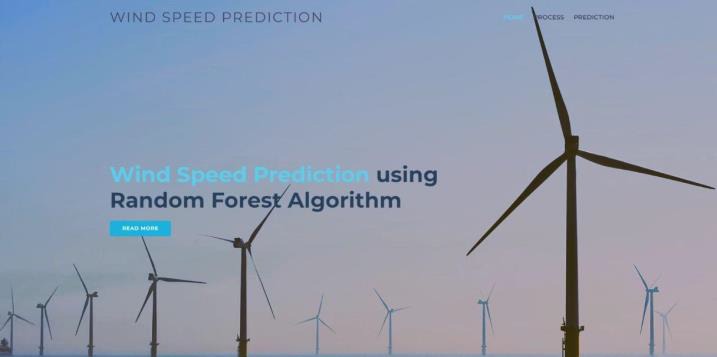 WIND SPEED PREDICTION
HOME PROCESS PREDICTION
Wind Speed Prediction using
Random Forest Algorithm
READ MORE